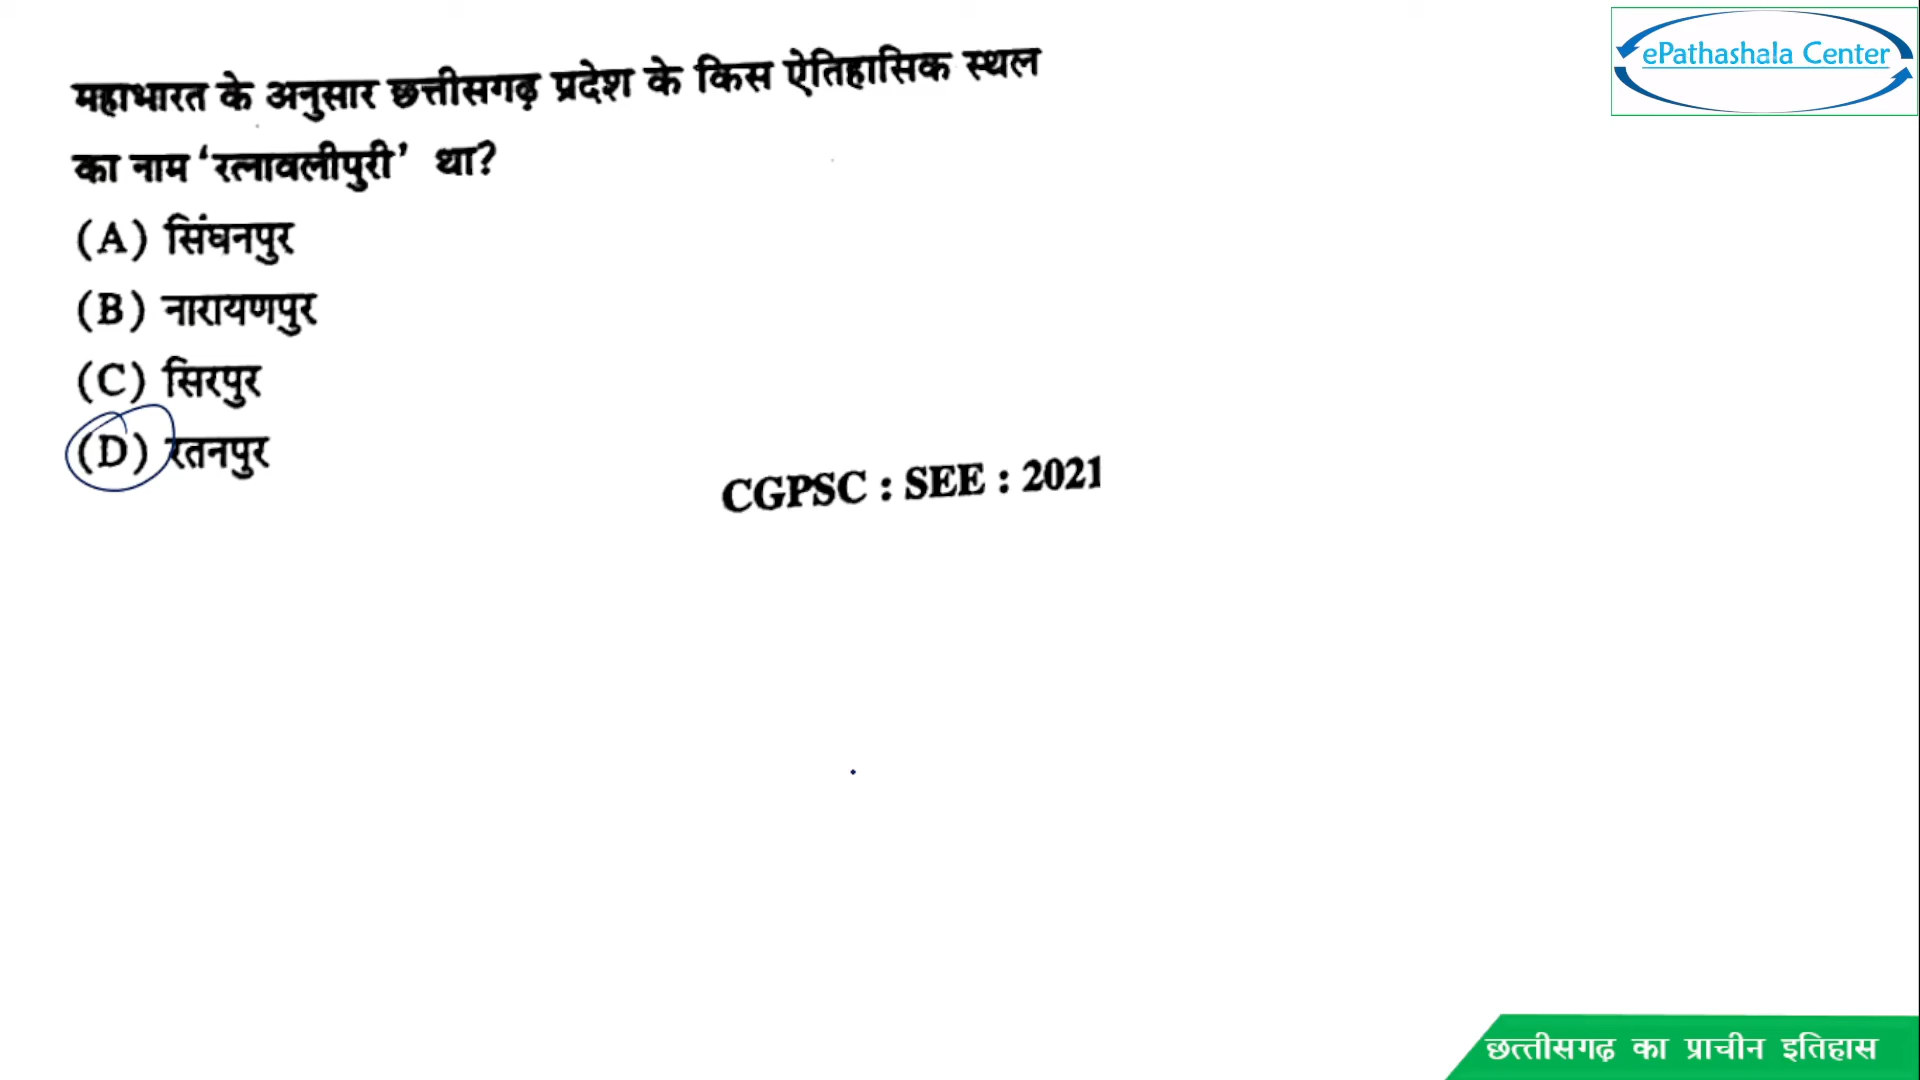 ePathashala Center
महाभारत के अनुसार छत्तीसगढ़ प्रदेश के किस ऐतिहासिक स्थल
का नाम ‘रत्नावलीपुरी’ था?
(A) सिंघनपुर
(B) नारायणपुर
(C) सिरपुर
(D) रतनपुर
CGPSC : SEE : 2021
छत्तीसगढ़ का प्राचीन इतिहास